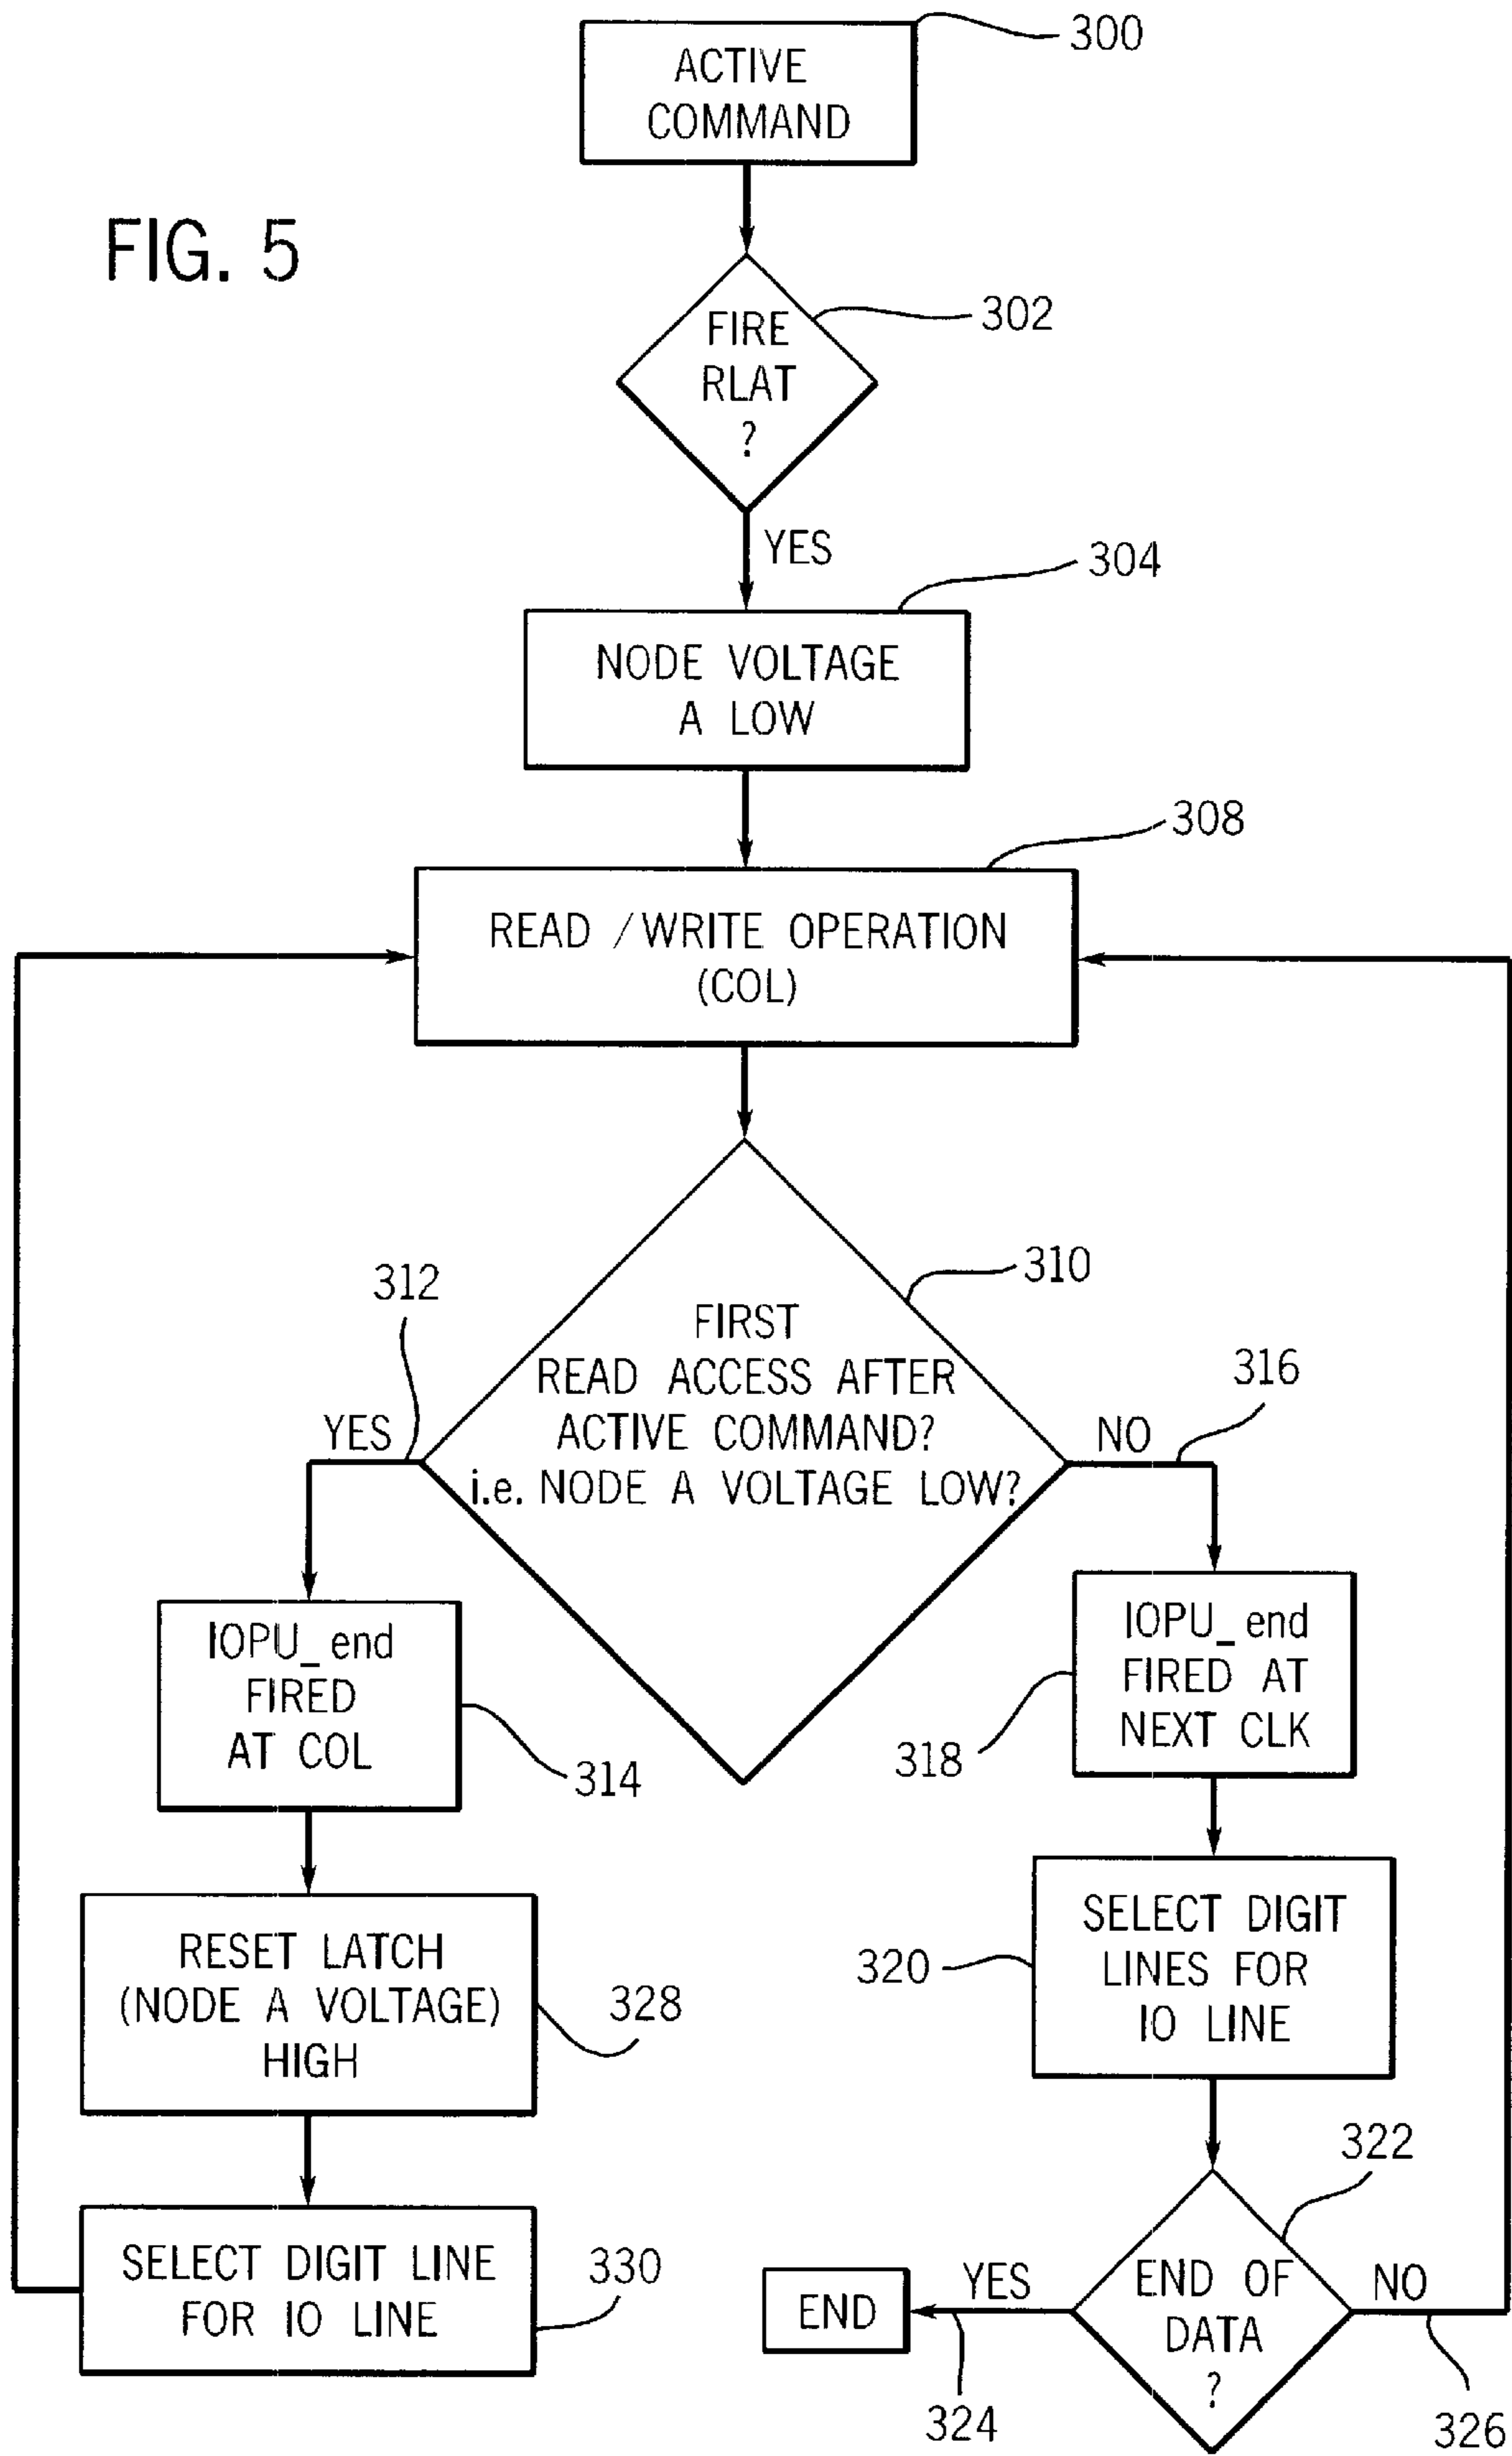 300
ACTIVE
COMMAND
FIG. 5
302
FIRE
RLAT
?
YES
304
NODE VOLTAGE
A LOW
308
READ / WRITE OPERATION
(COL)
310
312
FIRST
READ ACCESS AFTER
ACTIVE COMMAND?
i.e. NODE A VOLTAGE LOW?
YES
NO
316
IOPU_end
FIRED
AT COL
314
IOPU_end
FIRED AT
NEXT CLK
318
RESET LATCH
(NODE A VOLTAGE)
HIGH
328
SELECT DIGIT
LINES FOR
IO LINE
320
322
SELECT DIGIT LINE
FOR IO LINE
330
END
YES
324
END OF
DATA
?
NO
326